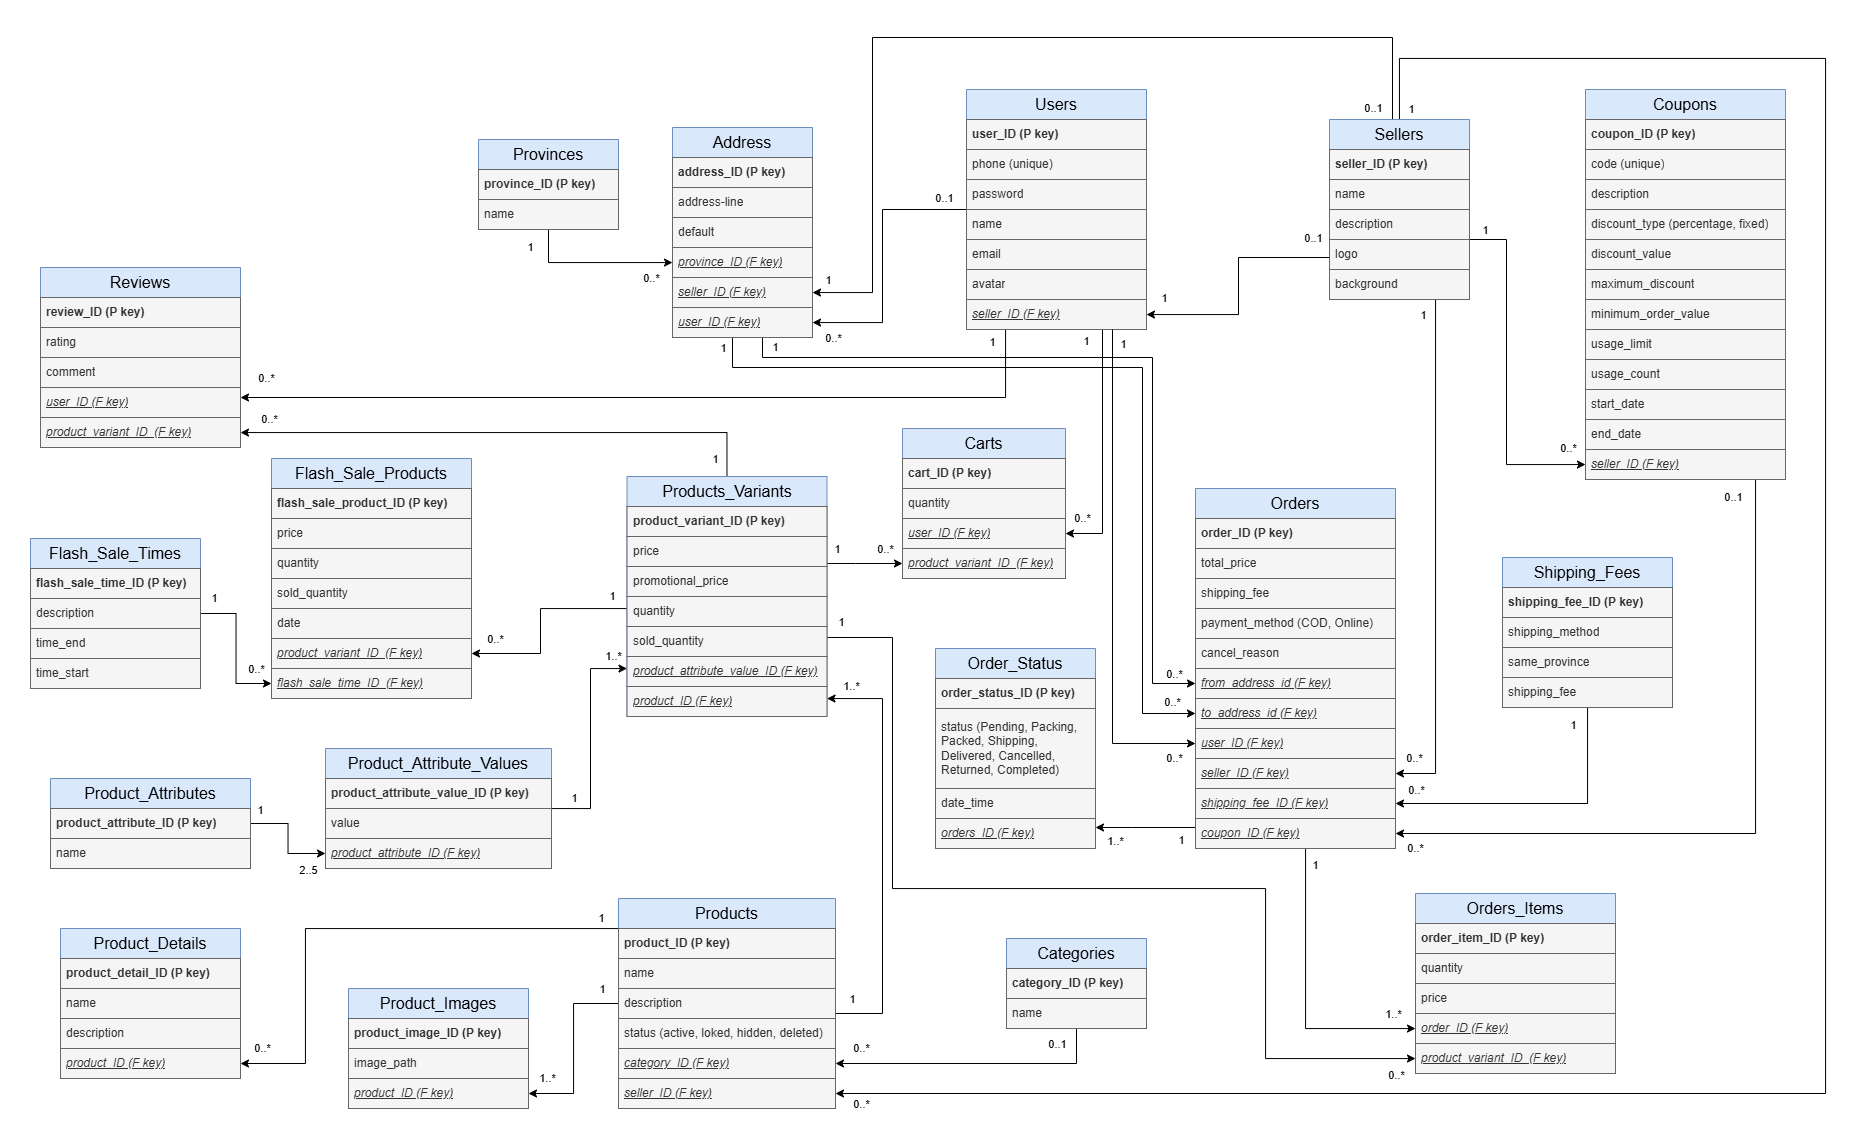 Provinces
province_ID (P key)
name
1
0..*
Address
address_ID (P key)
address-line
default
province_ID (F key)
seller_ID (F key)
user_ID (F key)
1
0..*
1
1
Users
user_ID (P key)
phone (unique)
password
name
email
avatar
seller_ID (F key)
0..1
1
1
1
1
Sellers
seller_ID (P key)
name
description
logo
background
0..1
1
0..1
1
1
Coupons
coupon_ID (P key)
code (unique)
description
discount_type (percentage, fixed)
discount_value
maximum_discount
minimum_order_value
usage_limit
usage_count
start_date
end_date
seller_ID (F key)
0..*
0..1
Reviews
review_ID (P key)
rating
comment
user_ID (F key)
product_variant_ID (F key)
0..*
0..*
Flash_Sale_Products
flash_sale_product_ID (P key)
price
quantity
sold_quantity
date
product_variant_ID (F key)
flash_sale_time_ID (F key)
0..*
0..*
Flash_Sale_Times
flash_sale_time_ID (P key)
description
time_end
time_start
1
Products_Variants
product_variant_ID (P key)
price
promotional_price
quantity
sold_quantity
product_attribute_value_ID (F key)
product_ID (F key)
1
1
1
1
1..*
1..*
Carts
cart_ID (P key)
quantity
user_ID (F key)
product_variant_ID (F key)
0..*
0..*
Orders
order_ID (P key)
total_price
shipping_fee
payment_method (COD, Online)
cancel_reason
from_address_id (F key)
to_address_id (F key)
user_ID (F key)
seller_ID (F key)
shipping_fee_ID (F key)
coupon_ID (F key)
0..*
0..*
0..*
0..*
0..*
0..*
1
1
Shipping_Fees
shipping_fee_ID (P key)
shipping_method
same_province
shipping_fee
1
Order_Status
order_status_ID (P key)
status (Pending, Packing,
Packed, Shipping,
Delivered, Cancelled,
Returned, Completed)
date_time
orders_ID (F key)
1..*
Product_Attributes
product_attribute_ID (P key)
name
1
Product_Attribute_Values
product_attribute_value_ID (P key)
value
product_attribute_ID (F key)
2..5
1
Product_Details
product_detail_ID (P key)
name
description
product_ID (F key)
0..*
Product_Images
product_image_ID (P key)
image_path
product_ID (F key)
1..*
Products
product_ID (P key)
name
description
status (active, loked, hidden, deleted)
category_ID (F key)
seller_ID (F key)
1
1
1
0..*
0..*
Categories
category_ID (P key)
name
0..1
Orders_Items
order_item_ID (P key)
quantity
price
order_ID (F key)
product_variant_ID (F key)
1..*
0..*